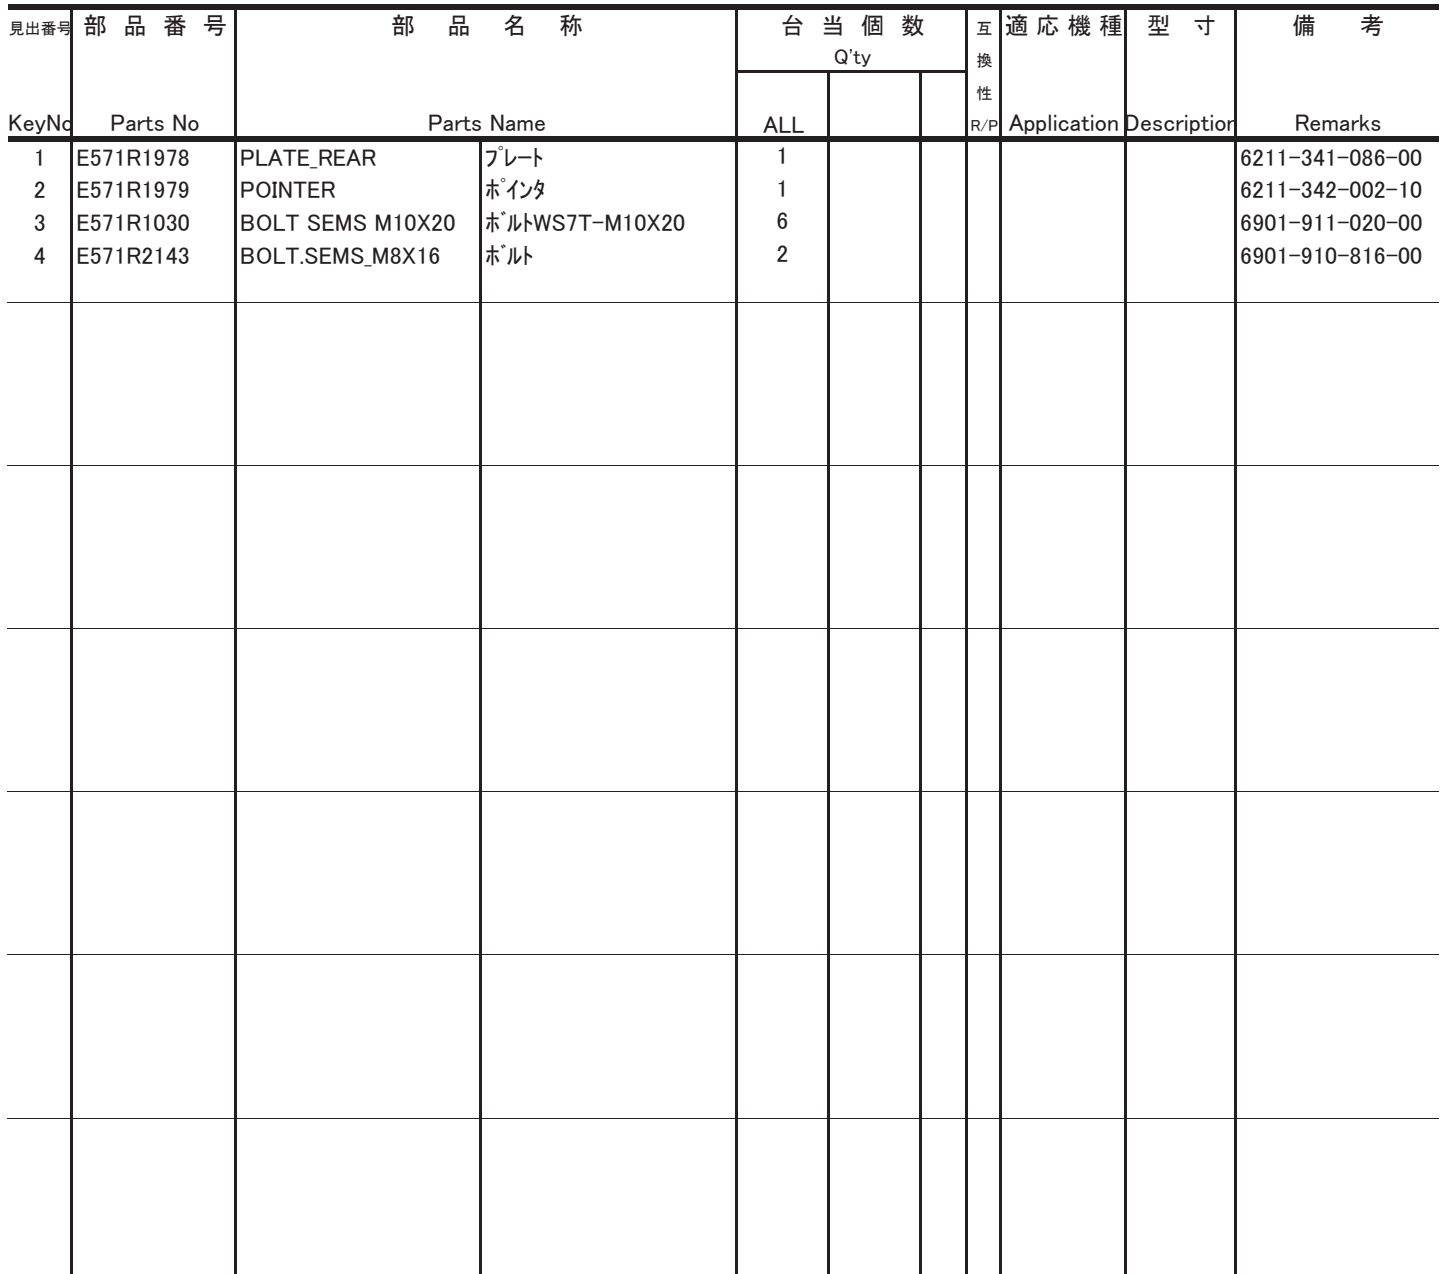 見出番号 部品番号 部品名称 台当個数 互 適応機種 型寸 備考
Q'ty 換
性
KeyNo Parts No Parts Name ALL R/P Application Description Remarks
1 E571R1978 PLATE_REAR ﾌﾟﾚｰﾄ 1 6211-341-086-00
2 E571R1979 POINTER ﾎﾟｲﾝﾀ 1 6211-342-002-10
3 E571R1030 BOLT SEMS M10X20 ﾎﾞﾙﾄWS7T-M10X20 6 6901-911-020-00
4 E571R2143 BOLT.SEMS_M8X16 ﾎﾞﾙﾄ 2 6901-910-816-00